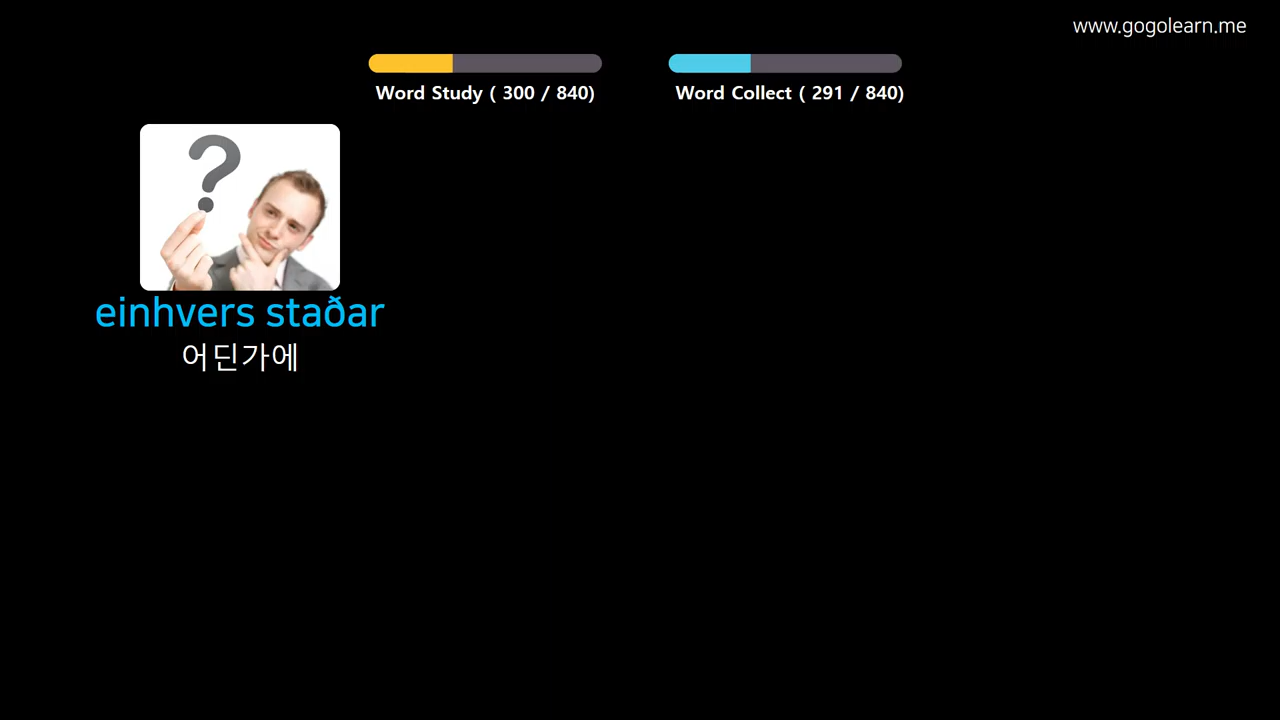 www.gogolearn.me
Word Study ( 300 / 840)
Word Collect ( 291 / 840)
?
einhvers staðar
어딘가에